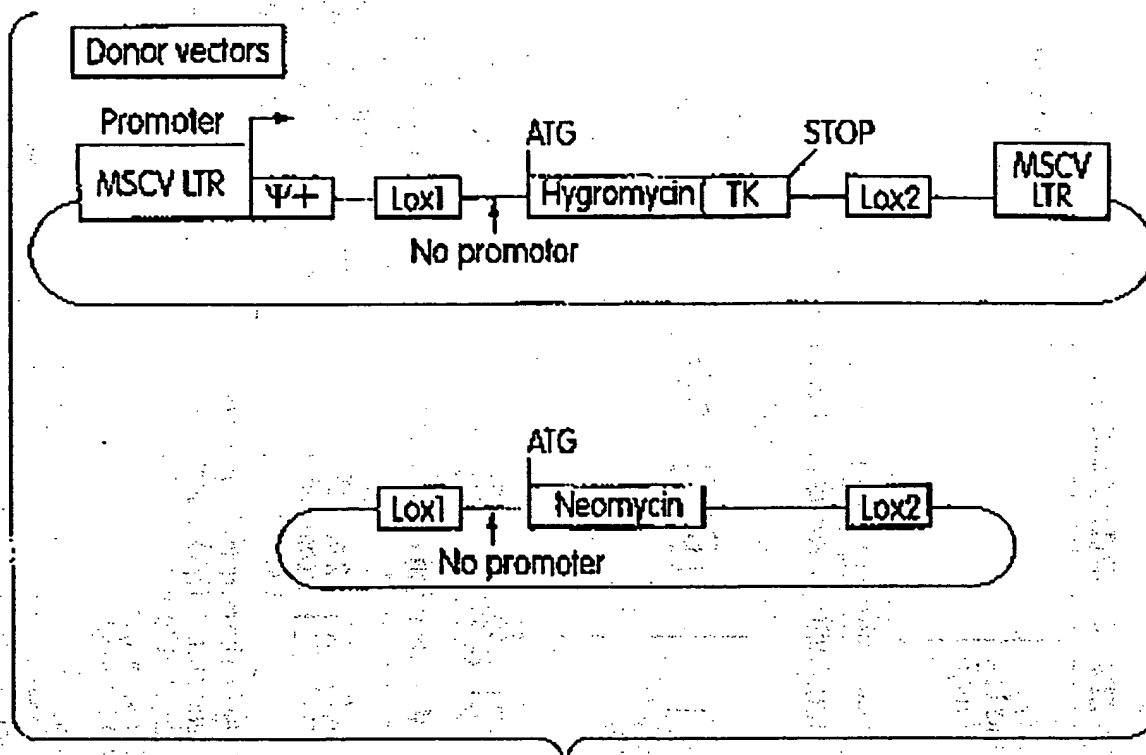 Donor vectors
Promoter
ATG
STOP
MSCV LTR
Ψ+
Lox1
Hygromycin
TK
Lox2
MSCV
LTR
No promotor
ATG
Lox1
Neomycin
Lox2
No promoter